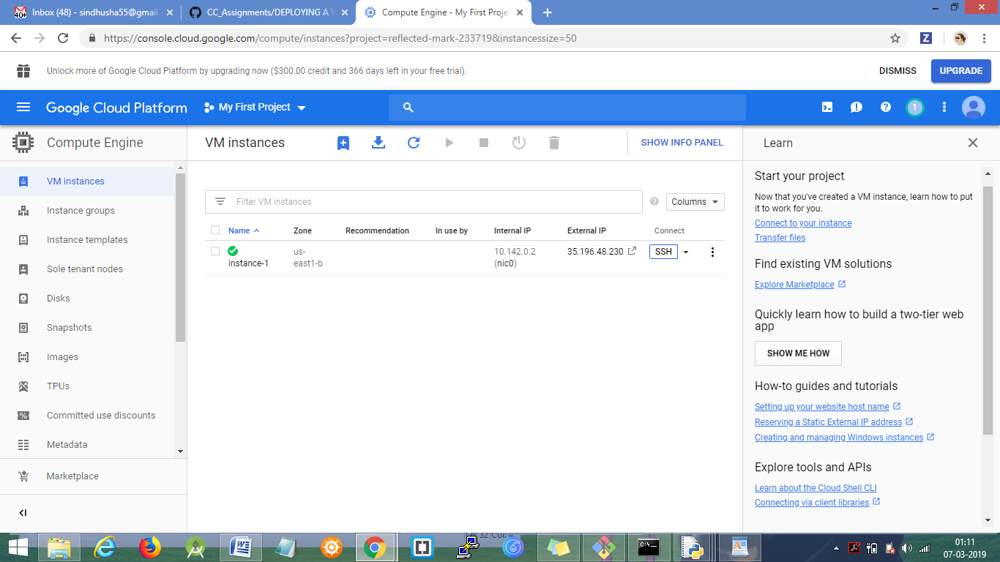 Inbox (48) - sindhusha55@gmail.
CC_Assignments/DEPLOYING A W
Compute Engine - My First Proje
https://console.cloud.google.com/compute/instances?project=reflected-mark-233719&instancessize=50
Unlock more of Google Cloud Platform by upgrading now ($300.00 credit and 366 days left in your free trial).
DISMISS
UPGRADE
Google Cloud Platform
My First Project
1
Compute Engine
VM instances
Instance groups
Instance templates
Sole tenant nodes
Disks
Snapshots
Images
TPUs
Committed use discounts
Metadata
Marketplace
VM instances
SHOW INFO PANEL
Filter VM instances
Columns
Name Zone Recommendation In use by Internal IP External IP Connect
instance-1
us-
east1-b
10.142.0.2
(nic0)
35.196.48.230
SSH
Learn
Start your project
Now that you've created a VM instance, learn how to put
it to work for you.
Connect to your instance
Transfer files
Find existing VM solutions
Explore Marketplace
Quickly learn how to build a two-tier web
app
SHOW ME HOW
How-to guides and tutorials
Setting up your website host name
Reserving a Static External IP address
Creating and managing Windows instances
Explore tools and APIs
Learn about the Cloud Shell CLI
Connecting via client libraries
01:11
07-03-2019